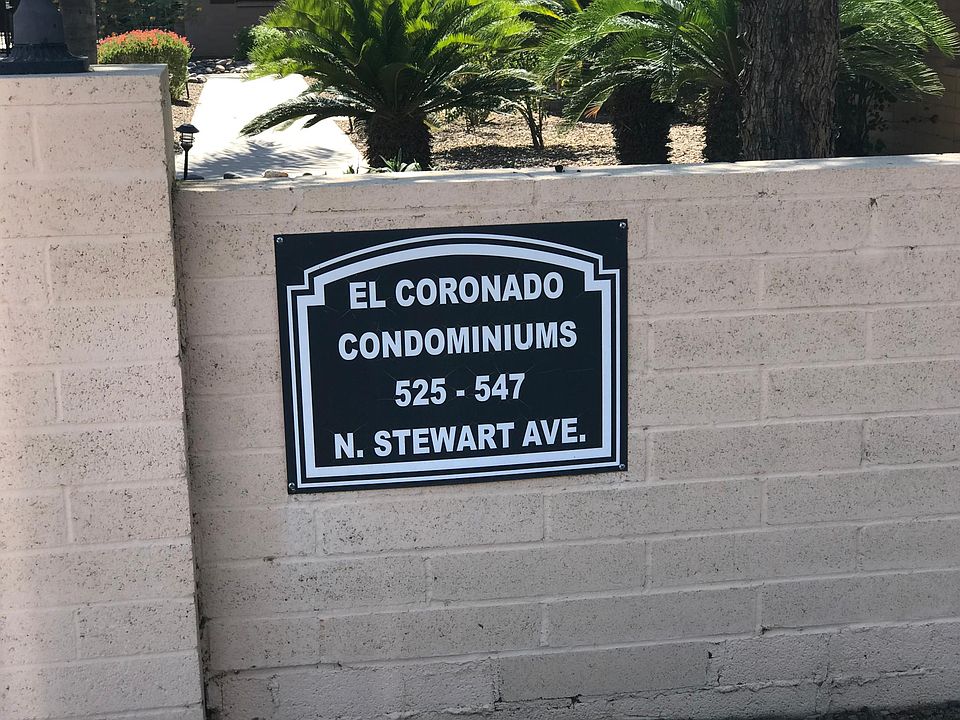 EL CORONADO
CONDOMINIUMS
525 - 547
N. STEWART AVE.